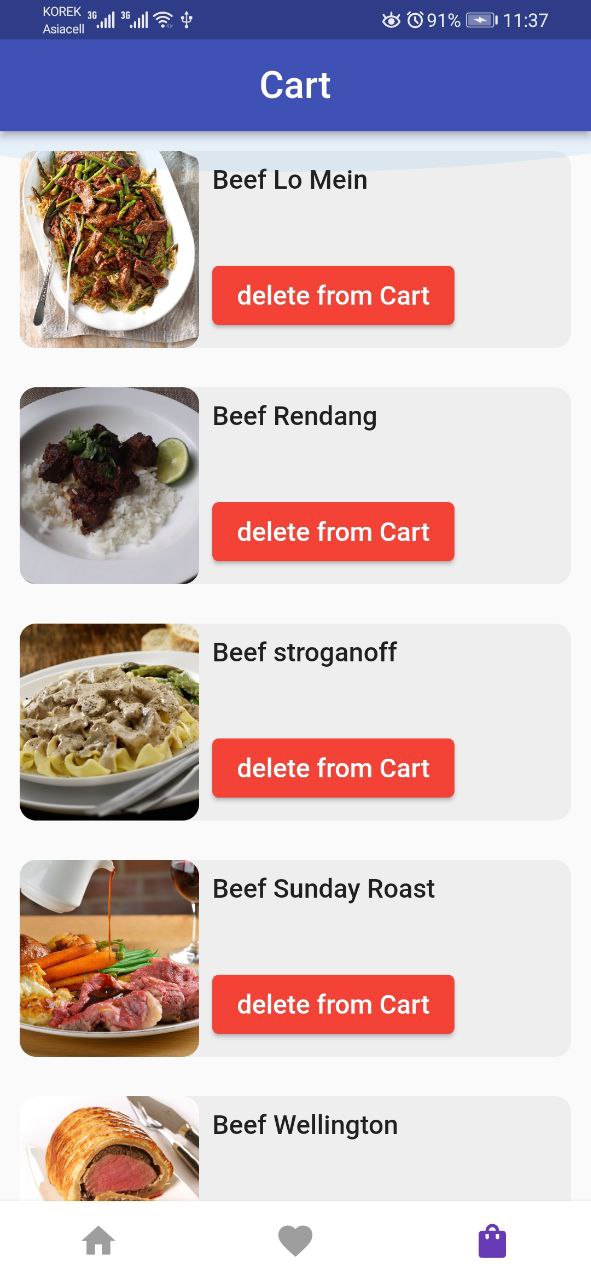 KOREK 3G 3G 91% 11:37
Asiacell
Cart
Beef Lo Mein
delete from Cart
Beef Rendang
delete from Cart
Beef stroganoff
delete from Cart
Beef Sunday Roast
delete from Cart
Beef Wellington